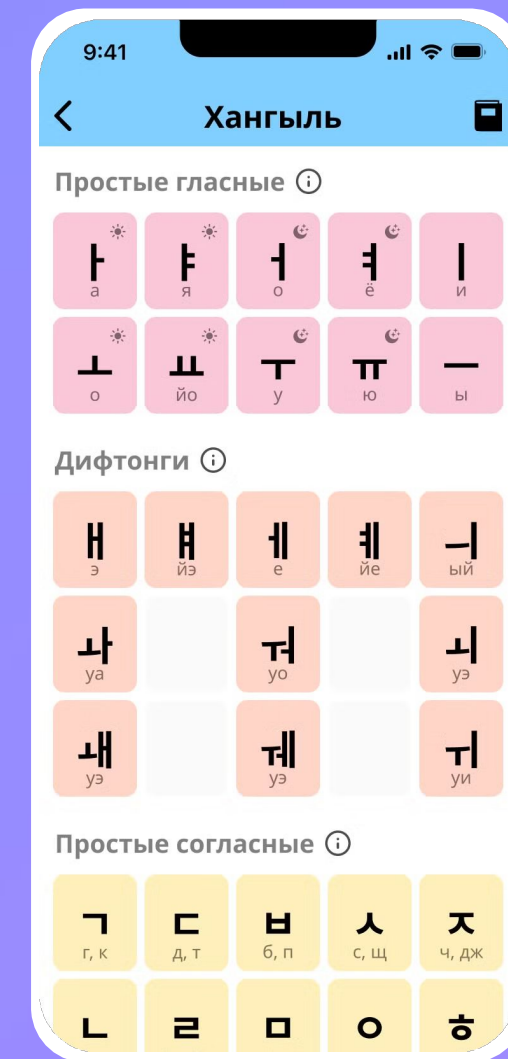 9:41
Хангыль
Простые гласные
ㅏ ㅑ ㅓ ㅕ ㅣ
а я о ё и
ㅗ ㅛ ㅜ ㅠ ㅡ
о йо у ю ы
Дифтонги
ㅐ ㅒ ㅔ ㅖ ㅢ
э йэ е йе ый
ㅘ ㅝ ㅚ
уа уо уэ
ㅙ ㅞ ㅟ
уэ уэ уи
Простые согласные
ㄱ ㄷ ㅂ ㅅ ㅈ
г, к д, т б, п с, щ ч, дж
ㄴ ㄹ ㅁ ㅇ ㅎ